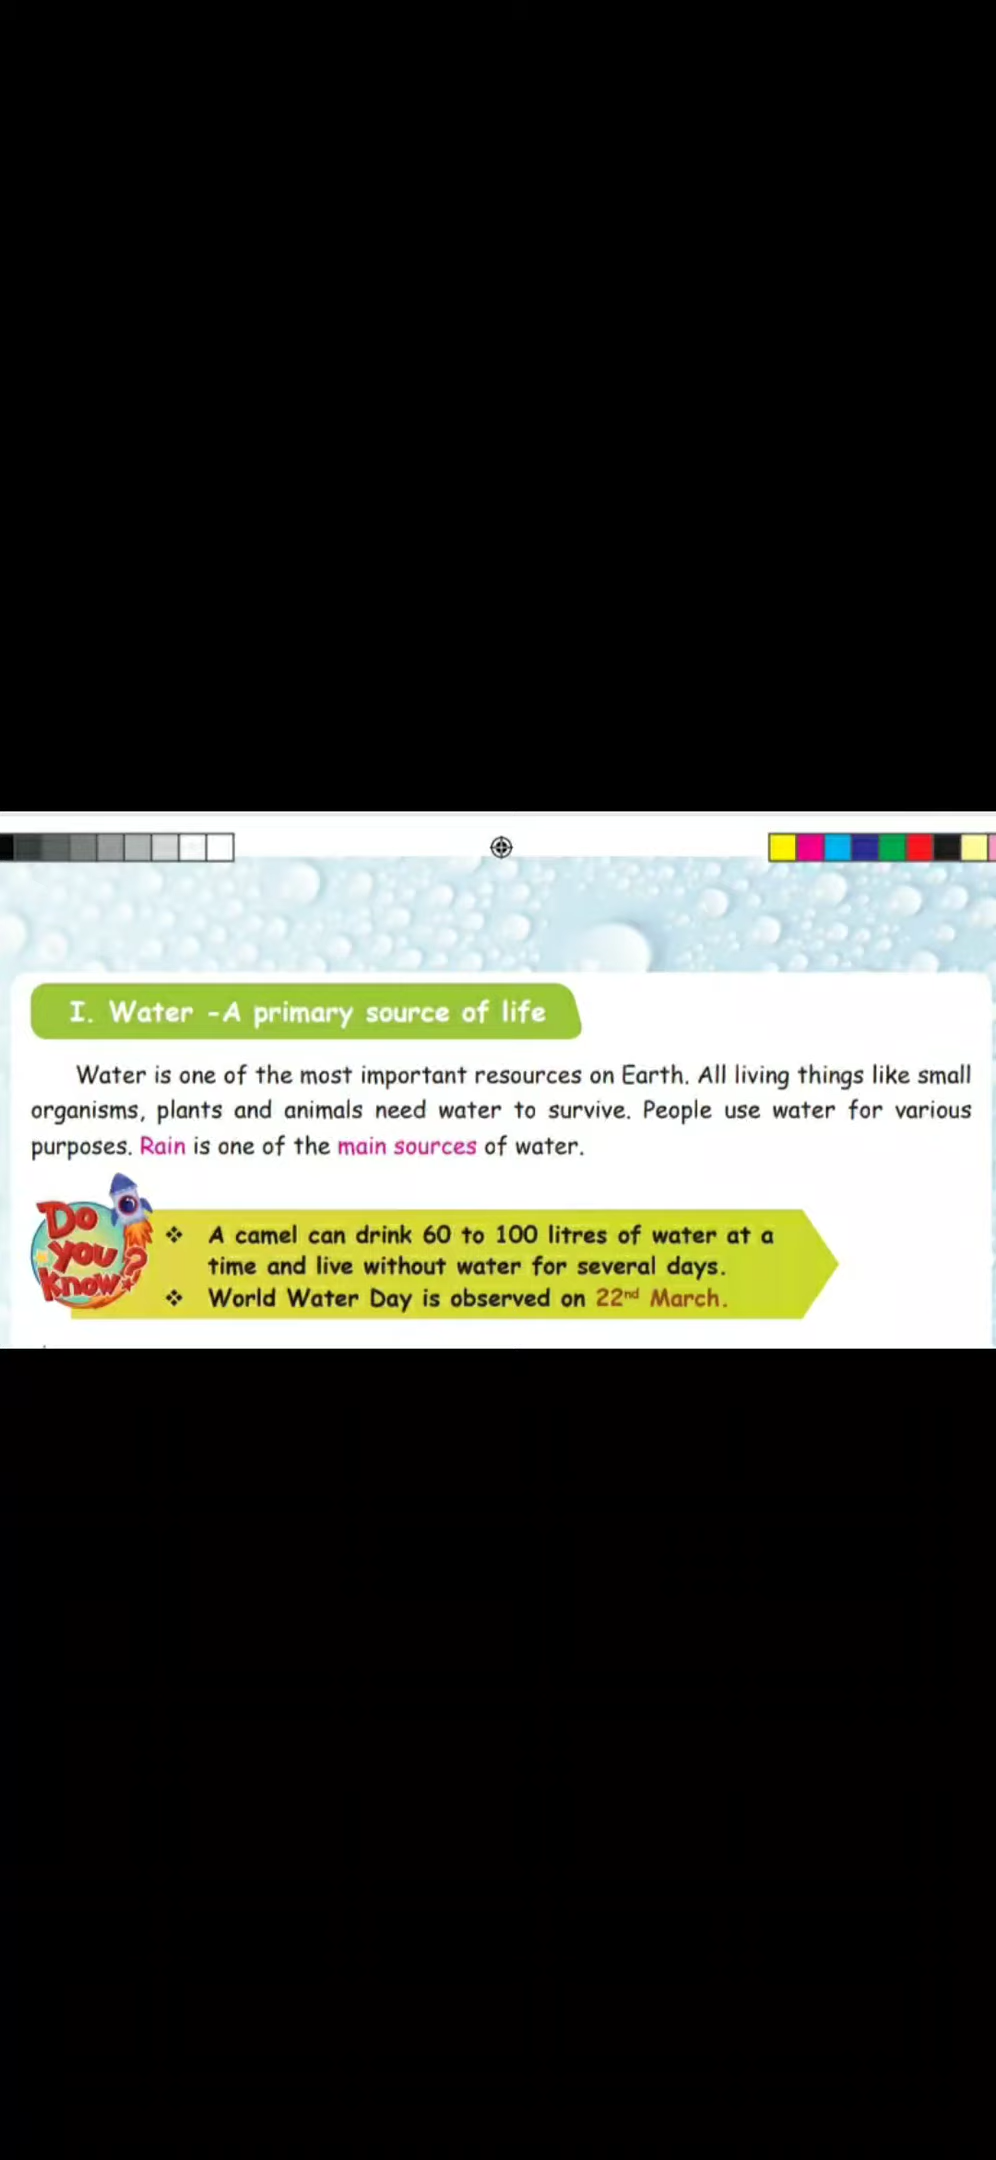 I. Water -A primary source of life
Water is one of the most important resources on Earth. All living things like small
organisms, plants and animals need water to survive. People use water for various
purposes. Rain is one of the main sources of water.
Do
you
know?
❖ A camel can drink 60 to 100 litres of water at a
time and live without water for several days.
❖ World Water Day is observed on 22nd March.